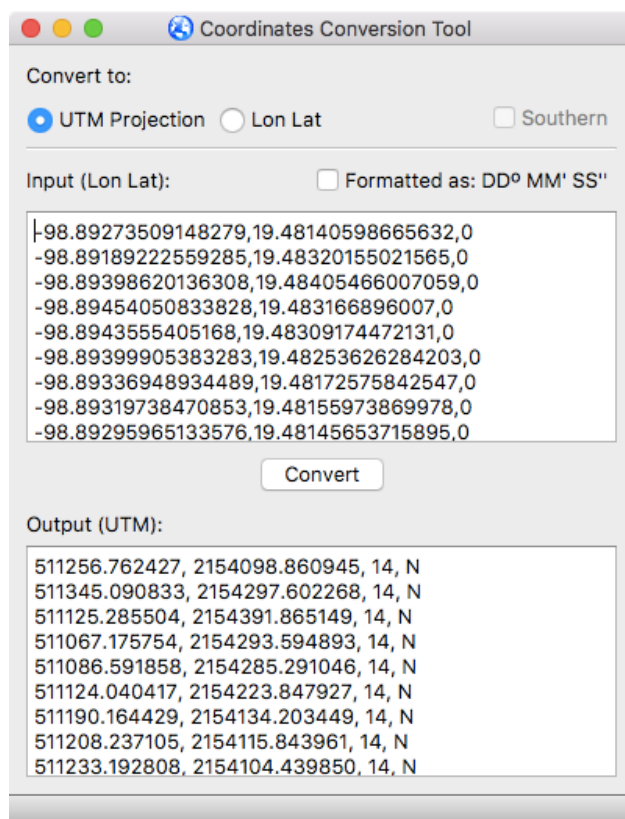 Coordinates Conversion Tool
Convert to:
UTM Projection Lon Lat Southern
Input (Lon Lat): Formatted as: DDº MM' SS''
-98.89273509148279,19.48140598665632,0
-98.89189222559285,19.48320155021565,0
-98.89398620136308,19.48405466007059,0
-98.89454050833828,19.483166896007,0
-98.8943555405168,19.48309174472131,0
-98.89399905383283,19.48253626284203,0
-98.89336948934489,19.48172575842547,0
-98.89319738470853,19.48155973869978,0
-98.89295965133576,19.48145653715895,0
Convert
Output (UTM):
511256.762427, 2154098.860945, 14, N
511345.090833, 2154297.602268, 14, N
511125.285504, 2154391.865149, 14, N
511067.175754, 2154293.594893, 14, N
511086.591858, 2154285.291046, 14, N
511124.040417, 2154223.847927, 14, N
511190.164429, 2154134.203449, 14, N
511208.237105, 2154115.843961, 14, N
511233.192808, 2154104.439850, 14, N